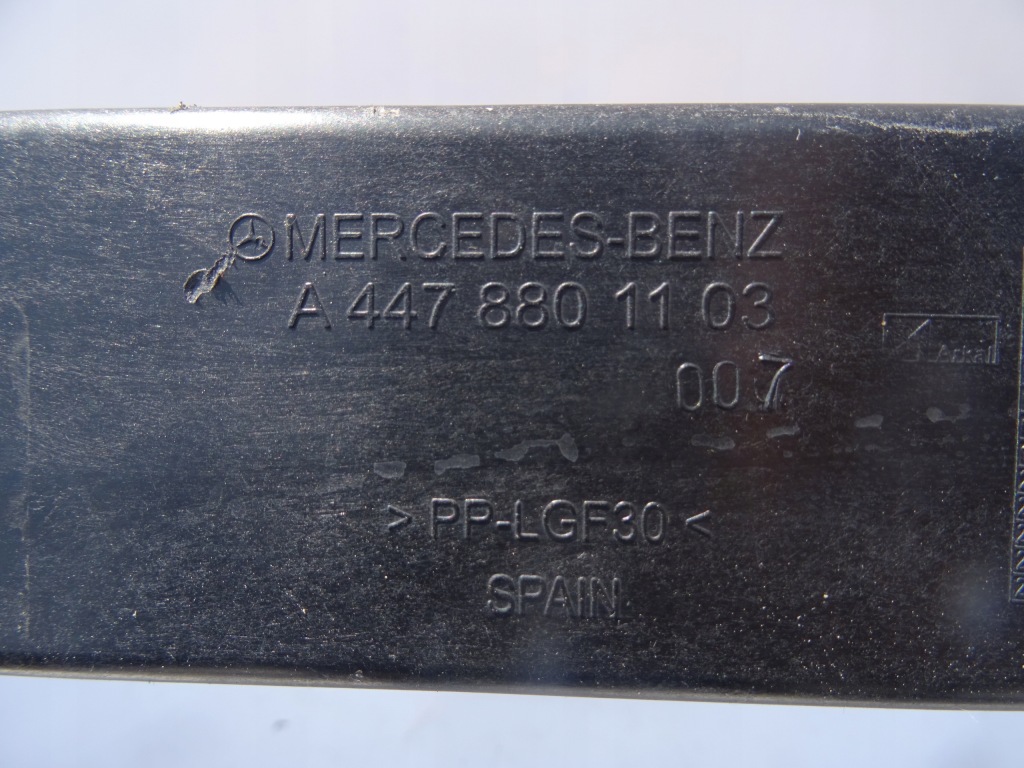 MERCEDES-BENZ
A 447 880 11 03
007
> PP-LGF30 <
SPAIN